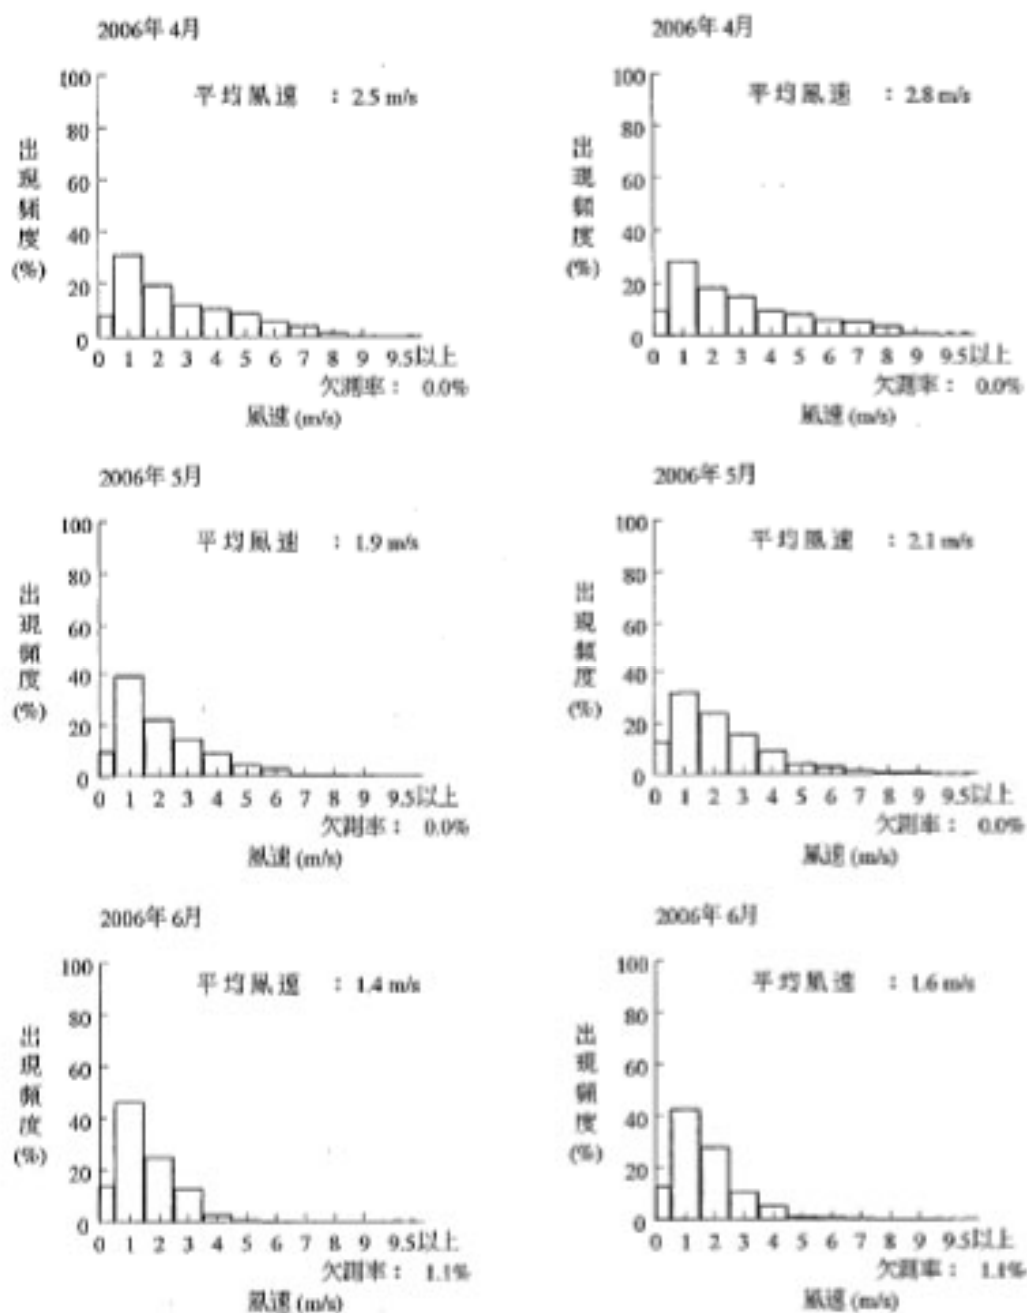 2006年 4月
平均風速 : 2.5 m/s
出現頻度(%)
100
80
60
40
20
0
0 1 2 3 4 5 6 7 8 9 9.5以上
欠測率: 0.0%
風速 (m/s)
2006年 4月
平均風速 : 2.8 m/s
出現頻度(%)
100
80
60
40
20
0
0 1 2 3 4 5 6 7 8 9 9.5以上
欠測率: 0.0%
風速 (m/s)
2006年 5月
平均風速 : 1.9 m/s
出現頻度(%)
100
80
60
40
20
0
0 1 2 3 4 5 6 7 8 9 9.5以上
欠測率: 0.0%
風速 (m/s)
2006年 5月
平均風速 : 2.1 m/s
出現頻度(%)
100
80
60
40
20
0
0 1 2 3 4 5 6 7 8 9 9.5以上
欠測率: 0.0%
風速 (m/s)
2006年 6月
平均風速 : 1.4 m/s
出現頻度(%)
100
80
60
40
20
0
0 1 2 3 4 5 6 7 8 9 9.5以上
欠測率: 1.1%
風速 (m/s)
2006年 6月
平均風速 : 1.6 m/s
出現頻度(%)
100
80
60
40
20
0
0 1 2 3 4 5 6 7 8 9 9.5以上
欠測率: 1.1%
風速 (m/s)